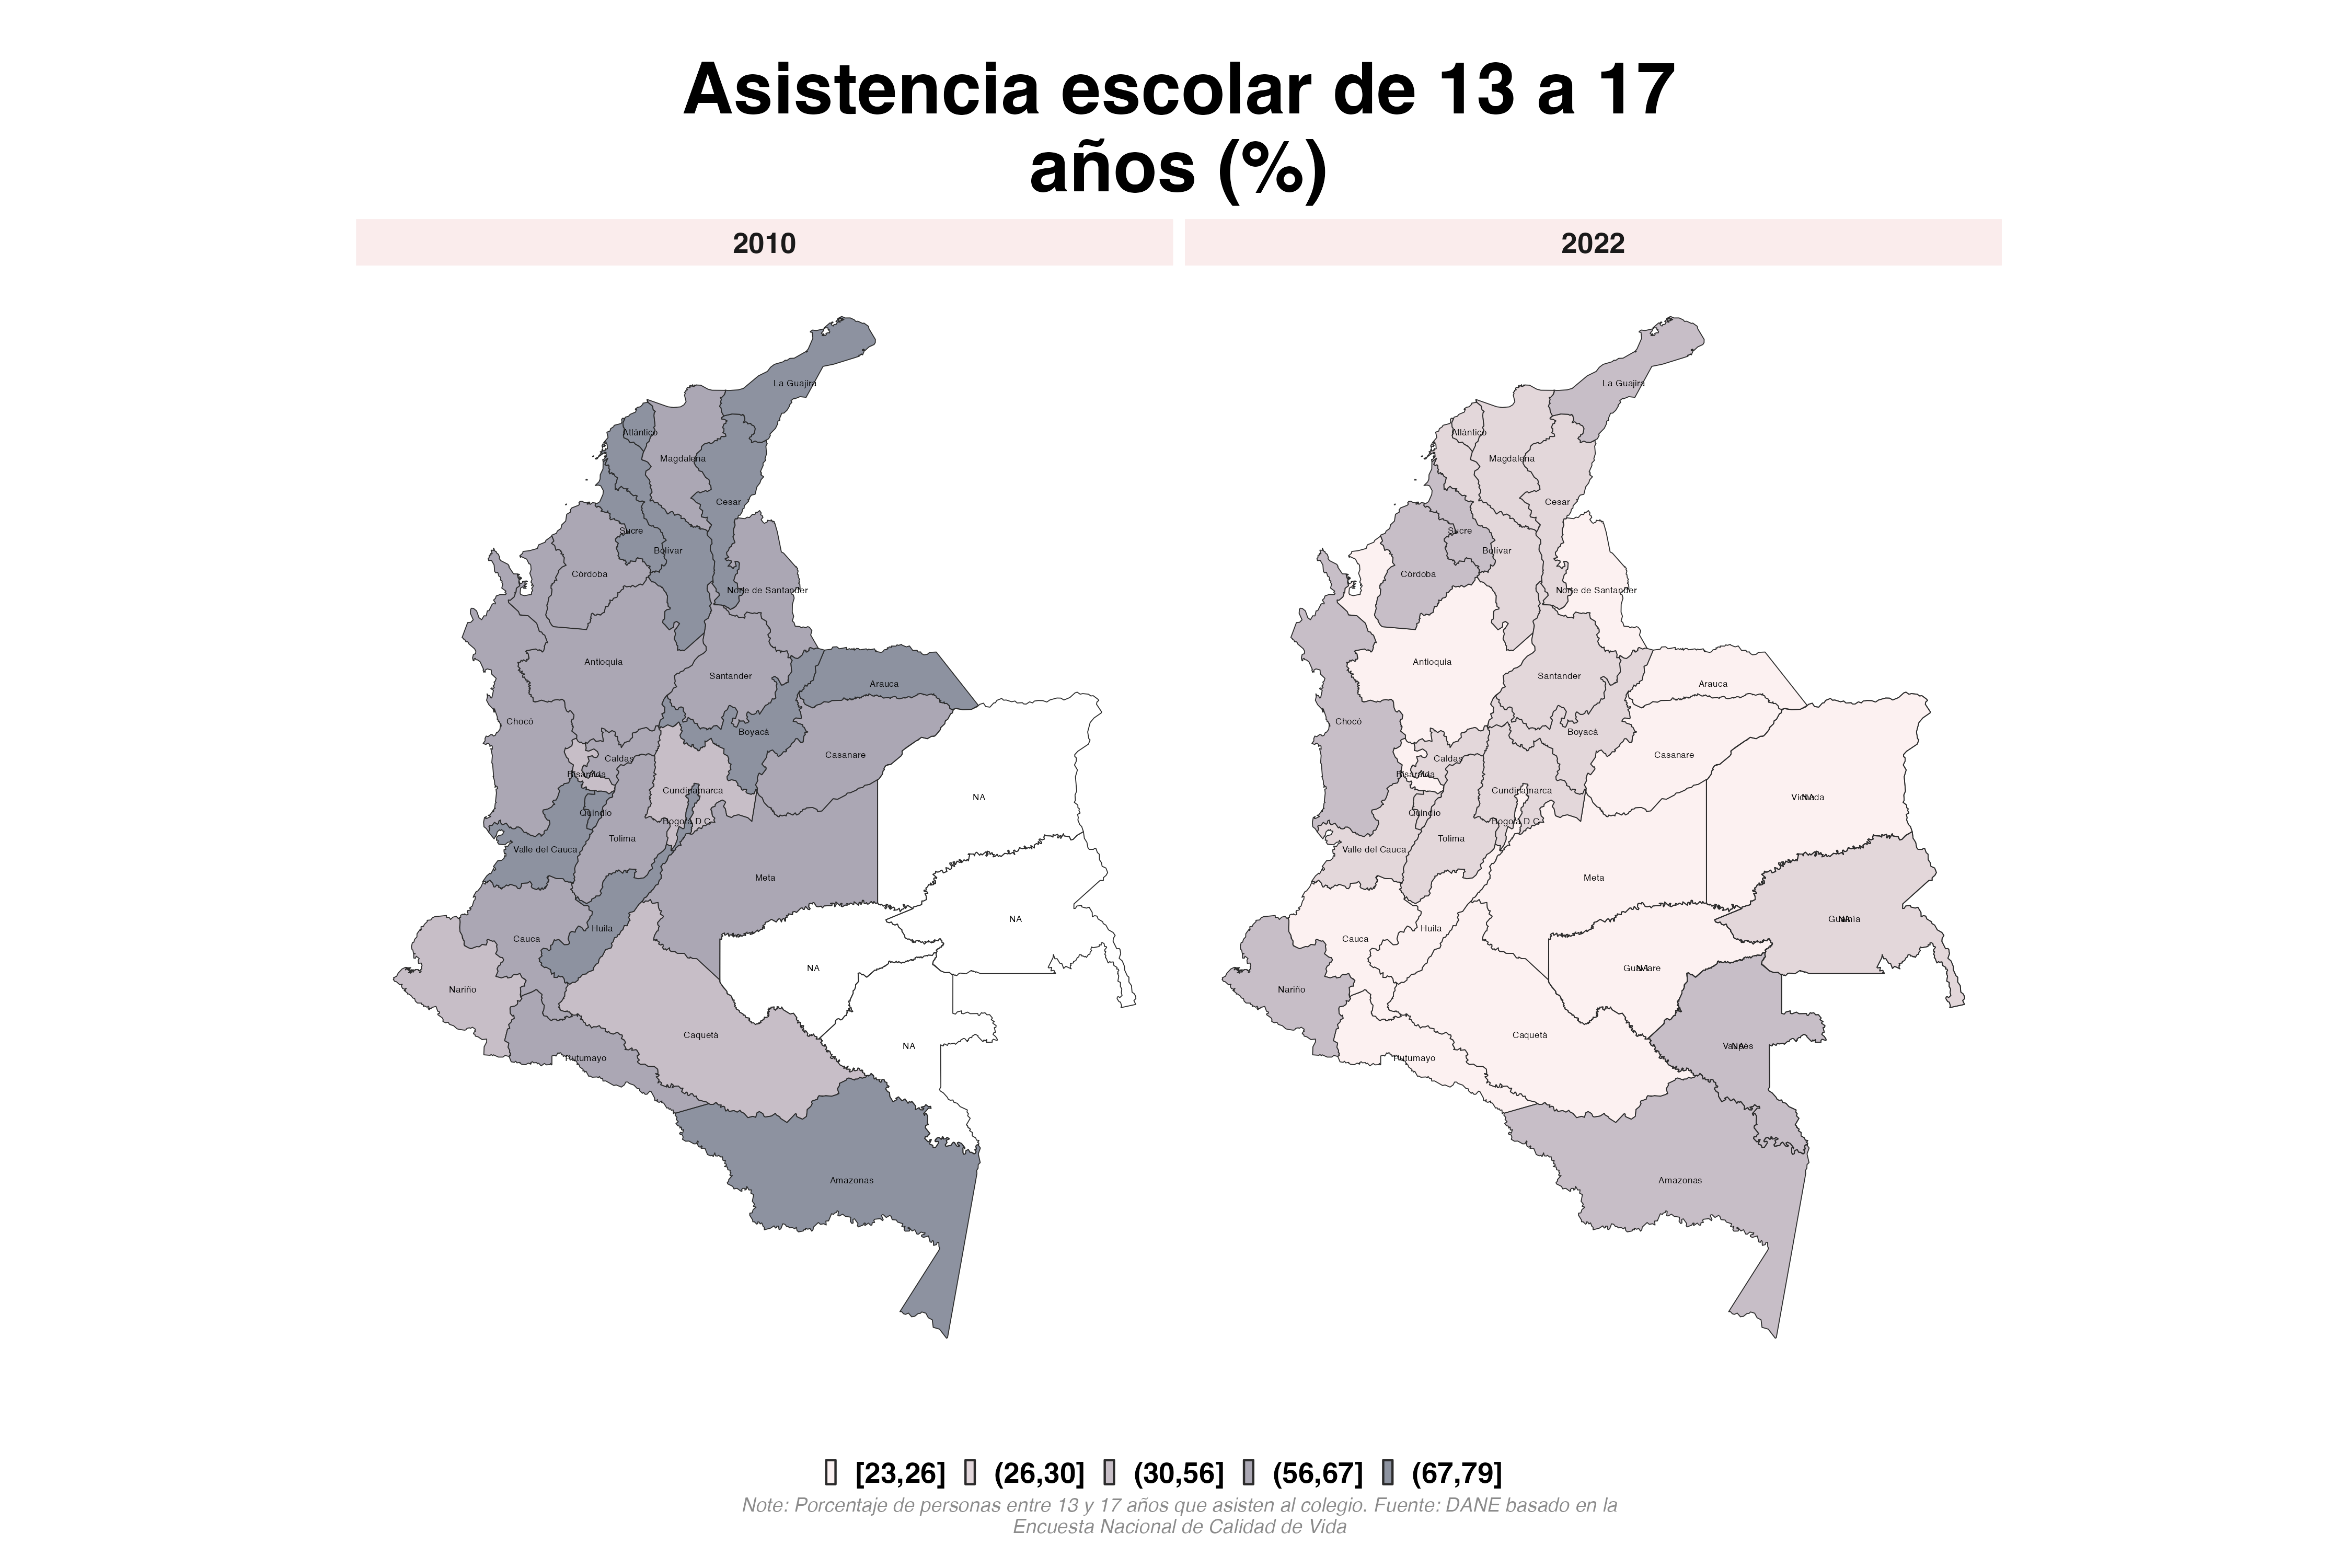 Asistencia escolar de 13 a 17
años (%)
2010
2022
La Guajira
Atlántico
Magdalena
Cesar
Sucre
Bolívar
Córdoba
Norte de Santander
Antioquia
Santander
Arauca
Chocó
Boyacá
Casanare
Caldas
Risaralda
Cundinamarca
NA
Quindío
Bogotá D.C.
Tolima
Valle del Cauca
Meta
NA
Huila
Cauca
NA
Nariño
Caquetá
NA
Putumayo
Amazonas
La Guajira
Atlántico
Magdalena
Cesar
Sucre
Bolívar
Córdoba
Norte de Santander
Antioquia
Santander
Arauca
Chocó
Boyacá
Casanare
Caldas
Risaralda
Cundinamarca
Vichada
NA
Quindío
Bogotá D.C.
Tolima
Valle del Cauca
Meta
Guainía
NA
Huila
Cauca
Guaviare
NA
Nariño
Caquetá
Vaupés
NA
Putumayo
Amazonas
[23,26] (26,30] (30,56] (56,67] (67,79]
Note: Porcentaje de personas entre 13 y 17 años que asisten al colegio. Fuente: DANE basado en la
Encuesta Nacional de Calidad de Vida